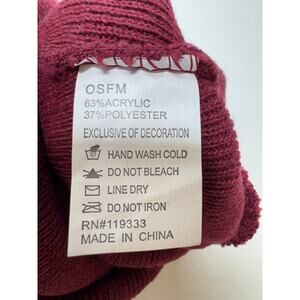 OSFM
63%ACRYLIC
37%POLYESTER
EXCLUSIVE OF DECORATION
HAND WASH COLD
DO NOT BLEACH
LINE DRY
DO NOT IRON
RN#119333
MADE IN CHINA